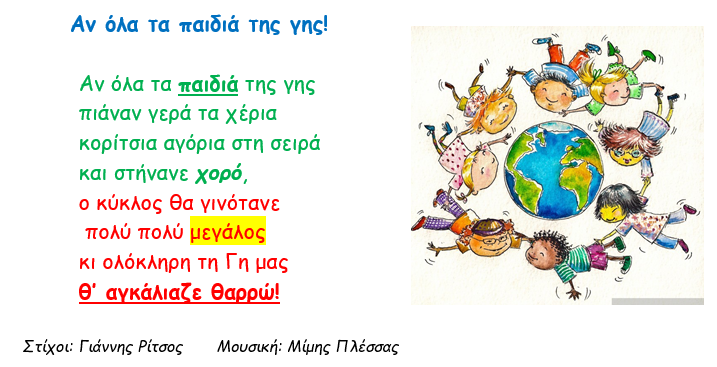 Αν όλα τα παιδιά της γης!
Αν όλα τα παιδιά της γης
πιάναν γερά τα χέρια
κορίτσια αγόρια στη σειρά
και στήνανε χορό,
ο κύκλος θα γινότανε
πολύ πολύ μεγάλος
κι ολόκληρη τη Γη μας
θ’ αγκάλιαζε θαρρώ!
Στίχοι: Γιάννης Ρίτσος Μουσική: Μίμης Πλέσσας